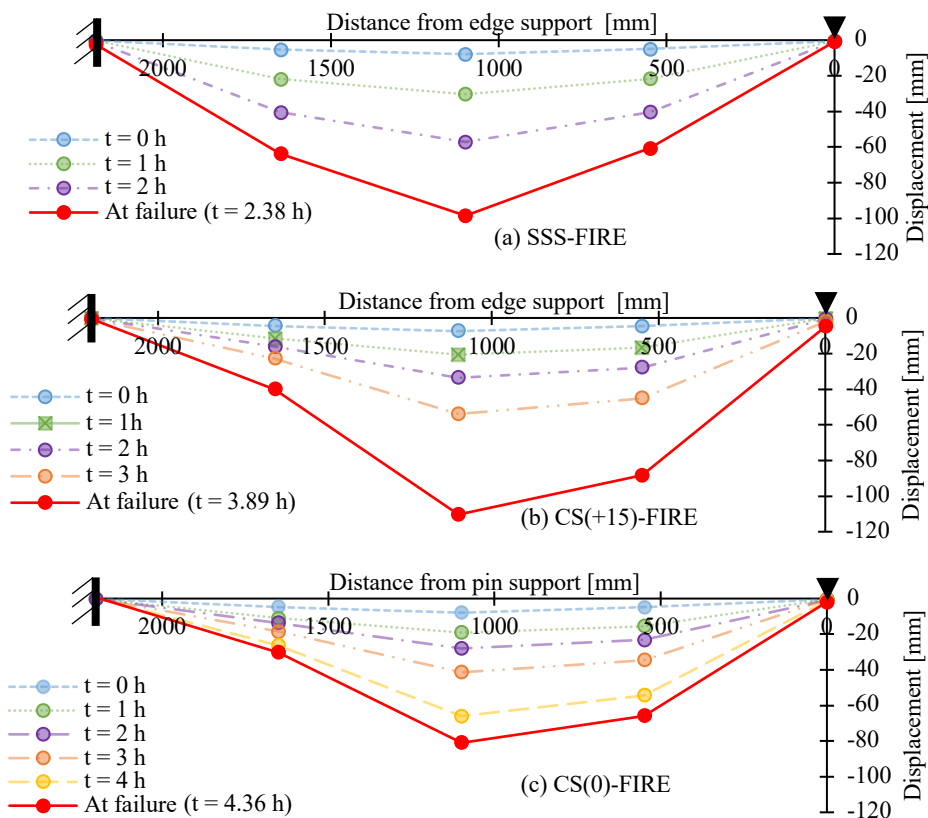 Distance from edge support [mm]
2000 1500 1000 500 0
0
-20
-40
-60
-80
-100
-120
Displacement [mm]
t = 0 h
t = 1 h
t = 2 h
At failure (t = 2.38 h)
(a) SSS-FIRE
Distance from edge support [mm]
2000 1500 1000 500 0
0
-20
-40
-60
-80
-100
-120
Displacement [mm]
t = 0 h
t = 1h
t = 2 h
t = 3 h
At failure (t = 3.89 h)
(b) CS(+15)-FIRE
Distance from pin support [mm]
2000 1500 1000 500 0
0
-20
-40
-60
-80
-100
-120
Displacement [mm]
t = 0 h
t = 1 h
t = 2 h
t = 3 h
t = 4 h
At failure (t = 4.36 h)
(c) CS(0)-FIRE